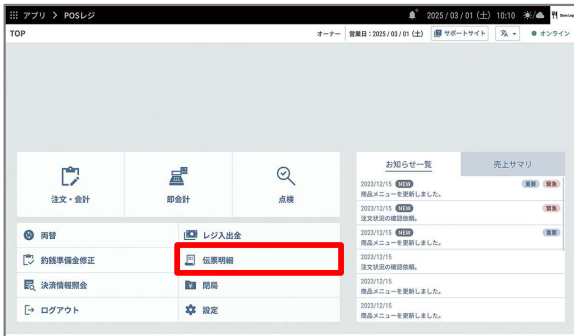 アプリ > POSレジ 2025 / 03 / 01 (土) 10:10
TOP オーナー 営業日 : 2025 / 03 / 01 (土) サポートサイト オンライン
注文・会計 即会計 点検
両替 レジ入出金
釣銭準備金修正 伝票明細
決済情報照会 閉局
ログアウト 設定
お知らせ一覧 売上サマリ
2023/12/15 NEW 重要 緊急
商品メニューを更新しました。
2023/12/15 NEW 緊急
注文状況の確認依頼。
2023/12/15 NEW 重要
商品メニューを更新しました。
2023/12/15
注文状況の確認依頼。
2023/12/15
商品メニューを更新しました。
2023/12/15
商品メニューを更新しました。